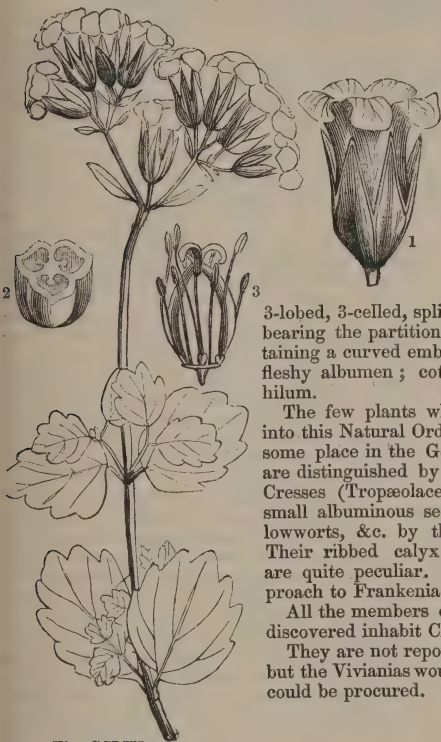 1
2
3
3-lobed, 3-celled, spli
bearing the partition
taining a curved emb
fleshy albumen ; cot
hilum.
The few plants w
into this Natural Ord
some place in the G
are distinguished by
Cresses (Tropæolace
small albuminous se
lowworts, &c. by th
Their ribbed calyx
are quite peculiar.
proach to Frankenia
All the members o
discovered inhabit C
They are not repo
but the Vivianias wou
could be procured.